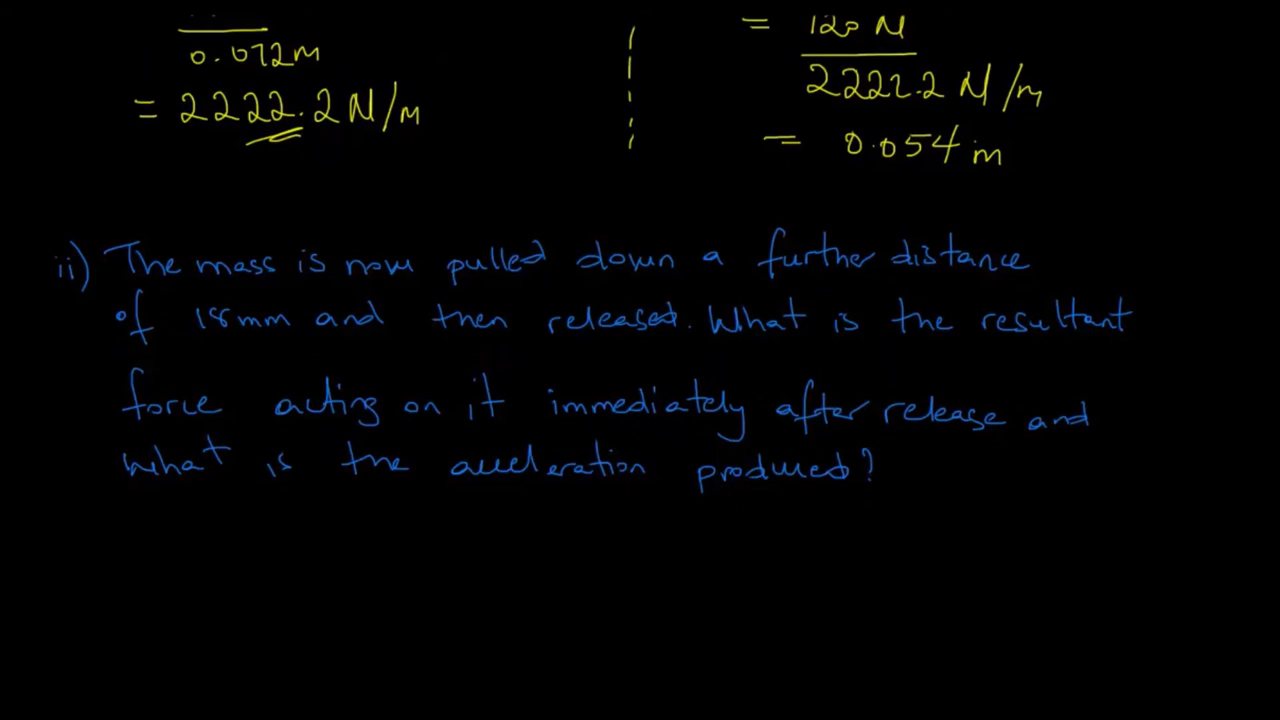 0.072m
= 2222.2N/m
= 120 N
2222.2 N/m
= 0.054 m
ii) The mass is now pulled down a further distance
of 18mm and then released. What is the resultant
force acting on it immediately after release and
what is the acceleration produced?